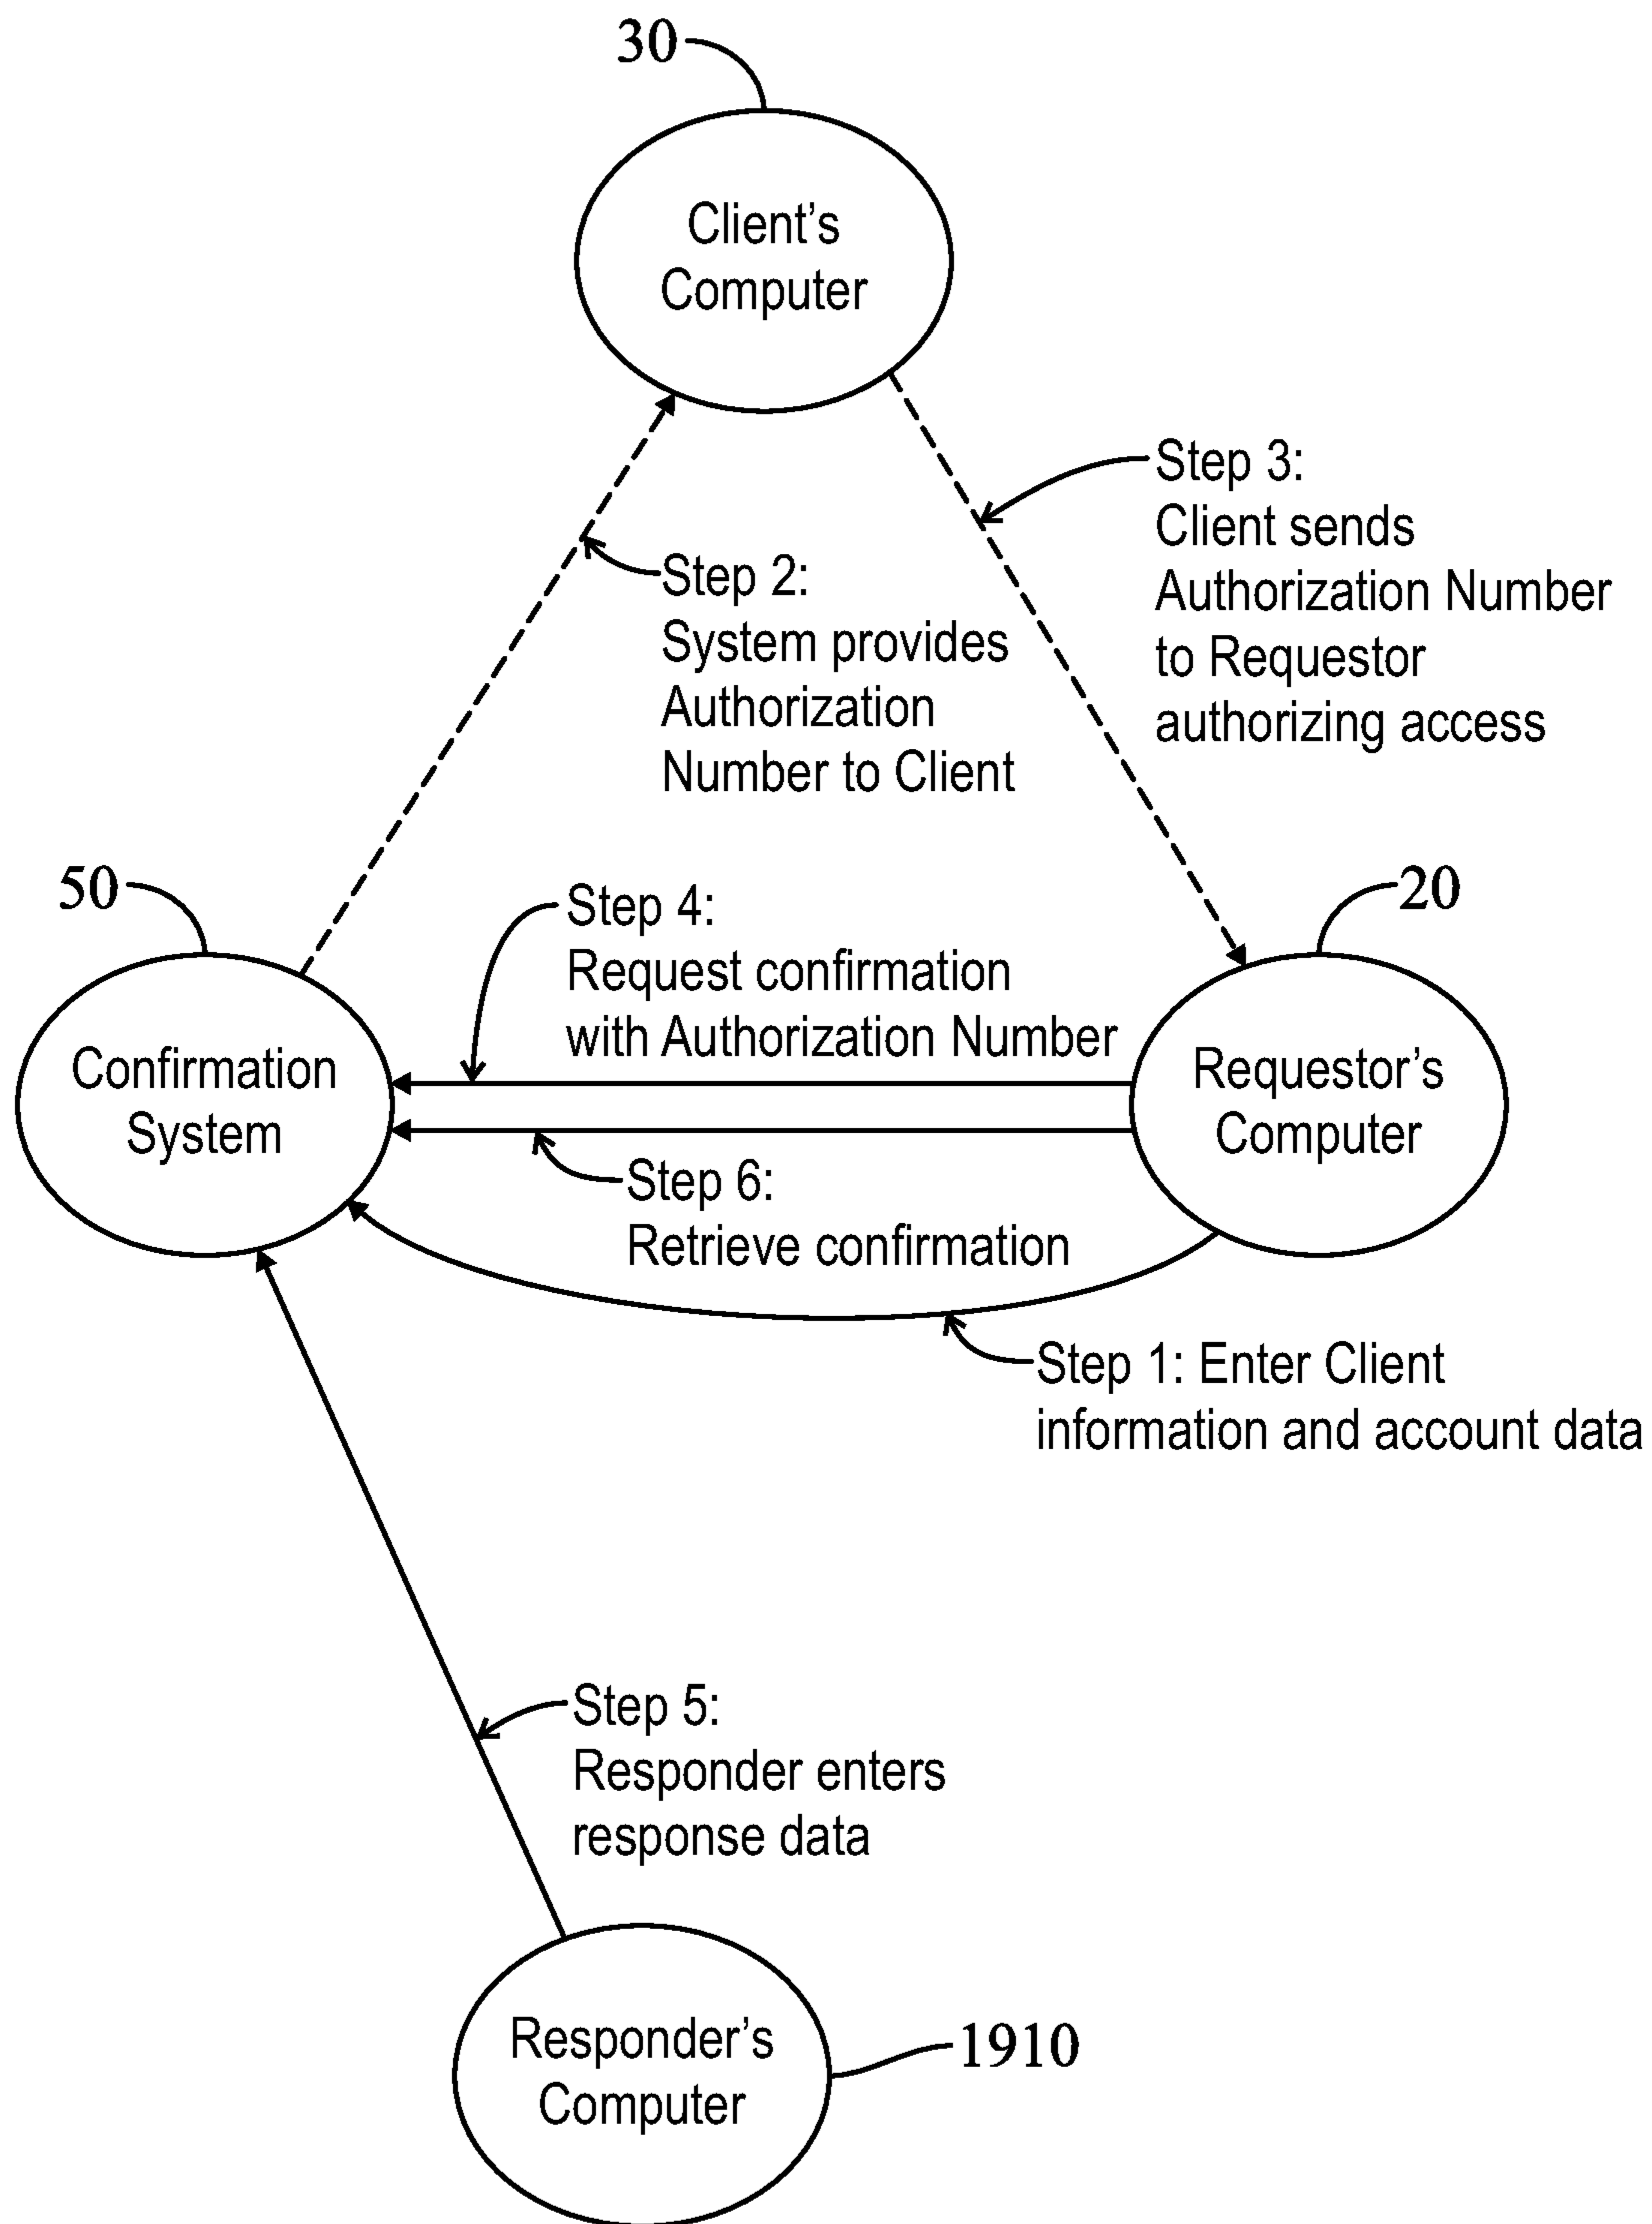 30
Client's
Computer
Step 3:
Client sends
Authorization Number
to Requestor
authorizing access
Step 2:
System provides
Authorization
Number to Client
50
20
Step 4:
Request confirmation
with Authorization Number
Confirmation
System
Requestor's
Computer
Step 6:
Retrieve confirmation
Step 1: Enter Client
information and account data
Step 5:
Responder enters
response data
Responder's
Computer
1910